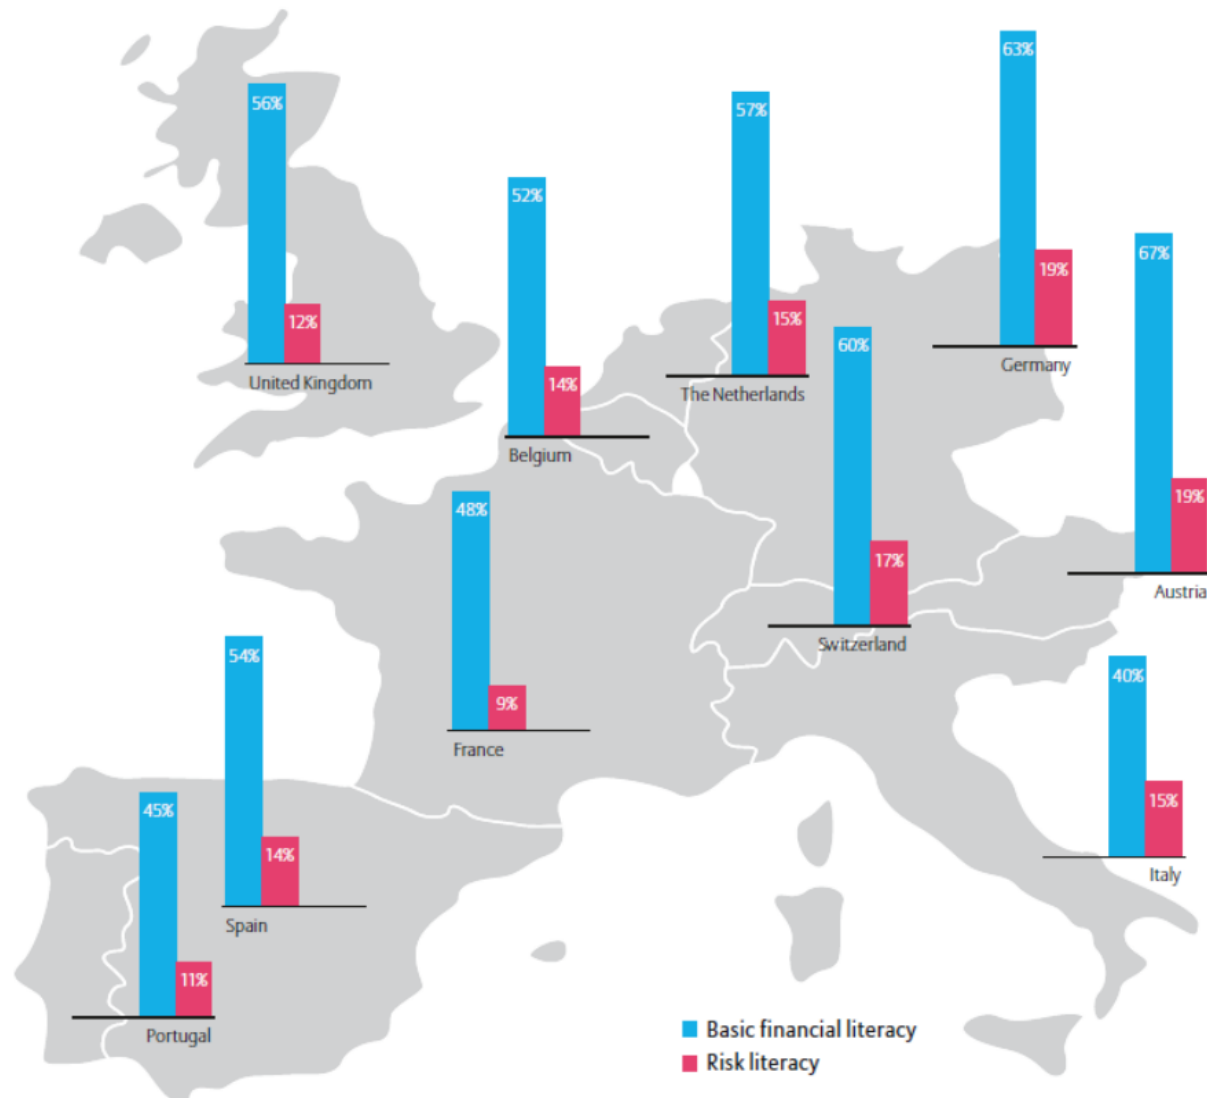 63%
56%
57%
52%
67%
19%
12%
15%
60%
Germany
United Kingdom
14%
The Netherlands
Belgium
48%
19%
17%
Austria
Switzerland
54%
40%
9%
France
45%
15%
14%
Italy
Spain
11%
Portugal
Basic financial literacy
Risk literacy